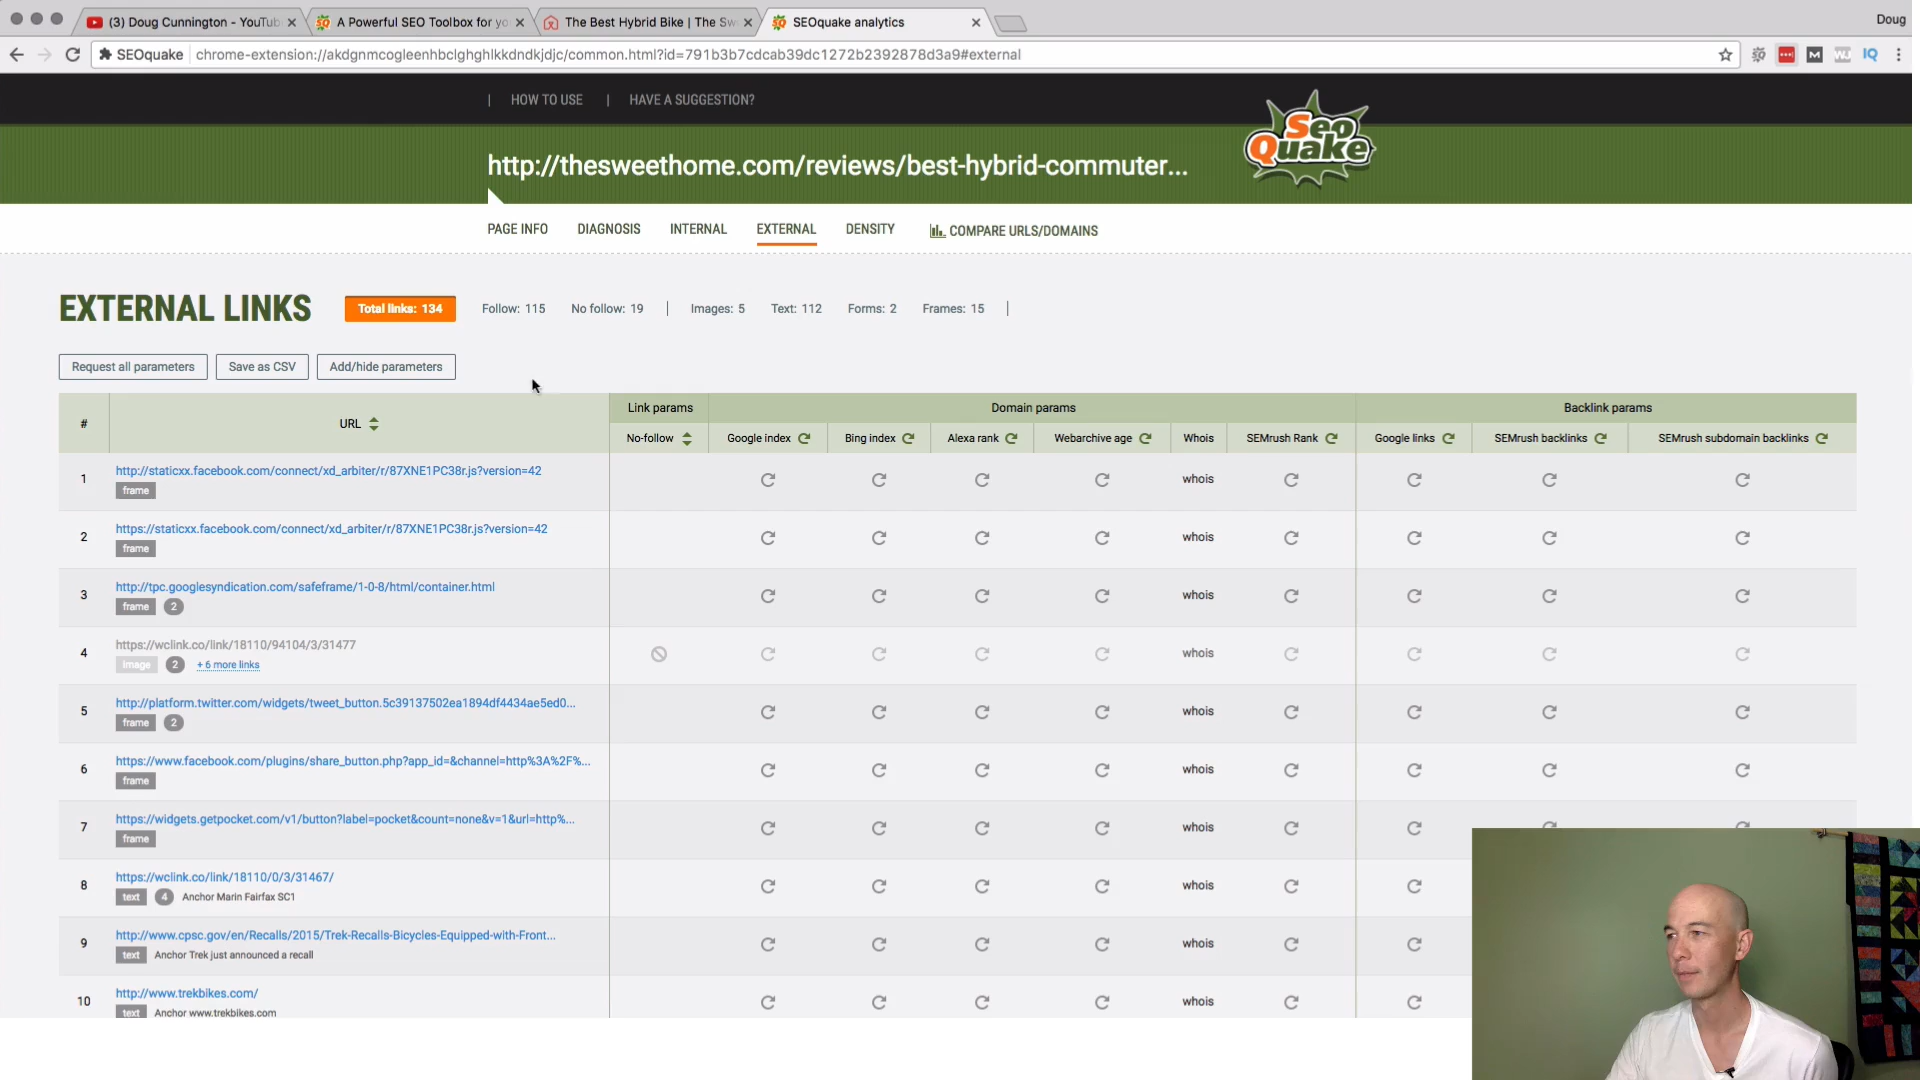 (3) Doug Cunnington - YouTub
A Powerful SEO Toolbox for yo
The Best Hybrid Bike | The Sw
SEOquake analytics
Doug
SEOquake
chrome-extension://akdgnmcogleenhbclghghlkkdndkjdjc/common.html?id=791b3b7cdcab39dc1272b2392878d3a9#external
| HOW TO USE | HAVE A SUGGESTION?
Seo
Quake
http://thesweethome.com/reviews/best-hybrid-commuter...
PAGE INFO DIAGNOSIS INTERNAL EXTERNAL DENSITY COMPARE URLS/DOMAINS
EXTERNAL LINKS Total links: 134 Follow: 115 No follow: 19 | Images: 5 Text: 112 Forms: 2 Frames: 15 |
Request all parameters Save as CSV Add/hide parameters
# URL Link params Domain params Backlink params
No-follow Google index Bing index Alexa rank Webarchive age Whois SEMrush Rank Google links SEMrush backlinks SEMrush subdomain backlinks
1 http://staticxx.facebook.com/connect/xd_arbiter/r/87XNE1PC38r.js?version=42 whois
frame
2 https://staticxx.facebook.com/connect/xd_arbiter/r/87XNE1PC38r.js?version=42 whois
frame
3 http://tpc.googlesyndication.com/safeframe/1-0-8/html/container.html whois
frame 2
4 https://wclink.co/link/18110/94104/3/31477 whois
image 2 + 6 more links
5 http://platform.twitter.com/widgets/tweet_button.5c39137502ea1894df4434ae5ed0... whois
frame 2
6 https://www.facebook.com/plugins/share_button.php?app_id=&channel=http%3A%2F%... whois
frame
7 https://widgets.getpocket.com/v1/button?label=pocket&count=none&v=1&url=http%... whois
frame
8 https://wclink.co/link/18110/0/3/31467/ whois
text 4 Anchor Marin Fairfax SC1
9 http://www.cpsc.gov/en/Recalls/2015/Trek-Recalls-Bicycles-Equipped-with-Front... whois
text Anchor Trek just announced a recall
10 http://www.trekbikes.com/ whois
text Anchor www.trekbikes.com